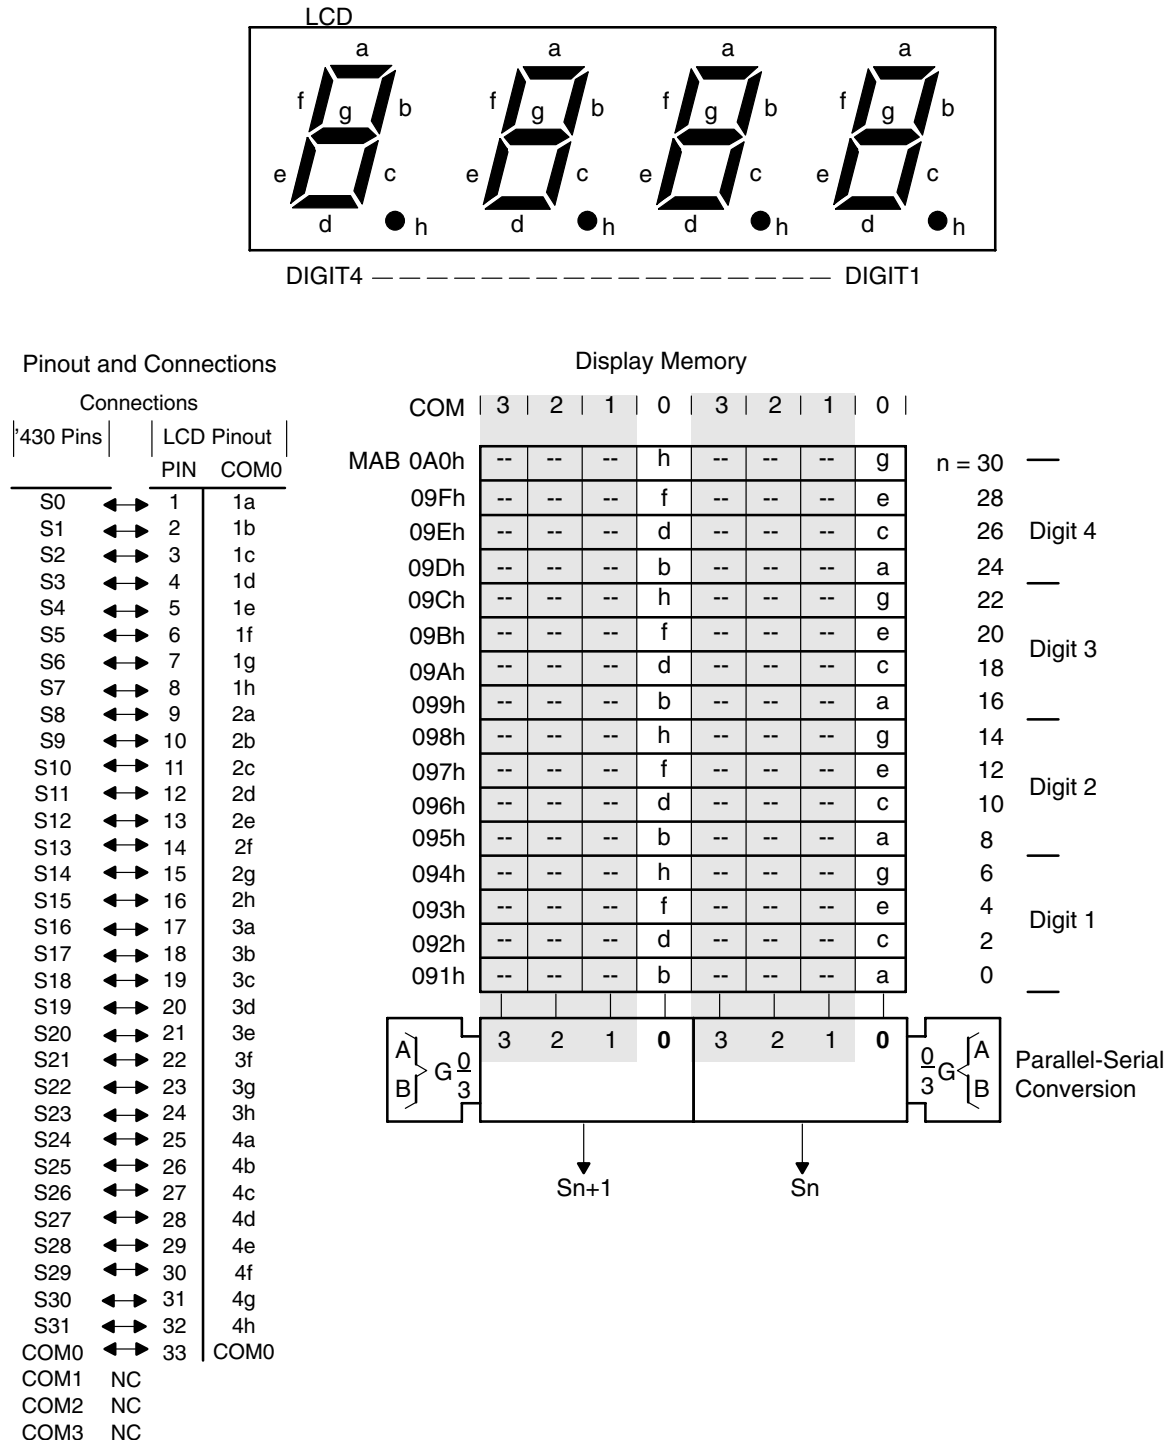 LCD
a a a a
f g b f g b f g b f g b
e c e c e c e c
d h d h d h d h
DIGIT4 — — — — — — — — — — — — — — — — — DIGIT1
Pinout and Connections
Connections
'430 Pins LCD Pinout
PIN COM0
S0 1 1a
S1 2 1b
S2 3 1c
S3 4 1d
S4 5 1e
S5 6 1f
S6 7 1g
S7 8 1h
S8 9 2a
S9 10 2b
S10 11 2c
S11 12 2d
S12 13 2e
S13 14 2f
S14 15 2g
S15 16 2h
S16 17 3a
S17 18 3b
S18 19 3c
S19 20 3d
S20 21 3e
S21 22 3f
S22 23 3g
S23 24 3h
S24 25 4a
S25 26 4b
S26 27 4c
S27 28 4d
S28 29 4e
S29 30 4f
S30 31 4g
S31 32 4h
COM0 33 COM0
COM1 NC
COM2 NC
COM3 NC
Display Memory
COM 3 2 1 0 3 2 1 0
MAB 0A0h -- -- -- h -- -- -- g n = 30
09Fh -- -- -- f -- -- -- e 28
09Eh -- -- -- d -- -- -- c 26 Digit 4
09Dh -- -- -- b -- -- -- a 24
09Ch -- -- -- h -- -- -- g 22
09Bh -- -- -- f -- -- -- e 20 Digit 3
09Ah -- -- -- d -- -- -- c 18
099h -- -- -- b -- -- -- a 16
098h -- -- -- h -- -- -- g 14
097h -- -- -- f -- -- -- e 12 Digit 2
096h -- -- -- d -- -- -- c 10
095h -- -- -- b -- -- -- a 8
094h -- -- -- h -- -- -- g 6
093h -- -- -- f -- -- -- e 4 Digit 1
092h -- -- -- d -- -- -- c 2
091h -- -- -- b -- -- -- a 0
A B G 0 3 3 2 1 0 3 2 1 0 0 3 G A B
Parallel-Serial
Conversion
Sn+1 Sn